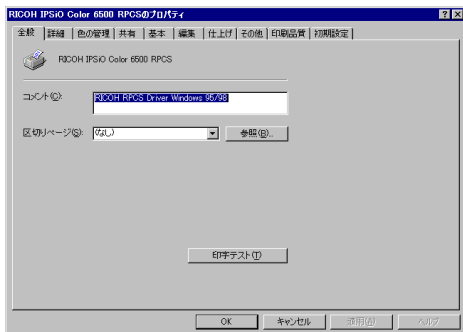 RICOH IPSiO Color 6500 RPCSのプロパティ
全般 詳細 色の管理 共有 基本 編集 仕上げ その他 印刷品質 初期設定
RICOH IPSiO Color 6500 RPCS
コメント(C):
RICOH RPCS Driver Windows 95/98
区切りページ(S):
(なし)
参照(B)...
印字テスト(T)
OK キャンセル 適用(A) ヘルプ